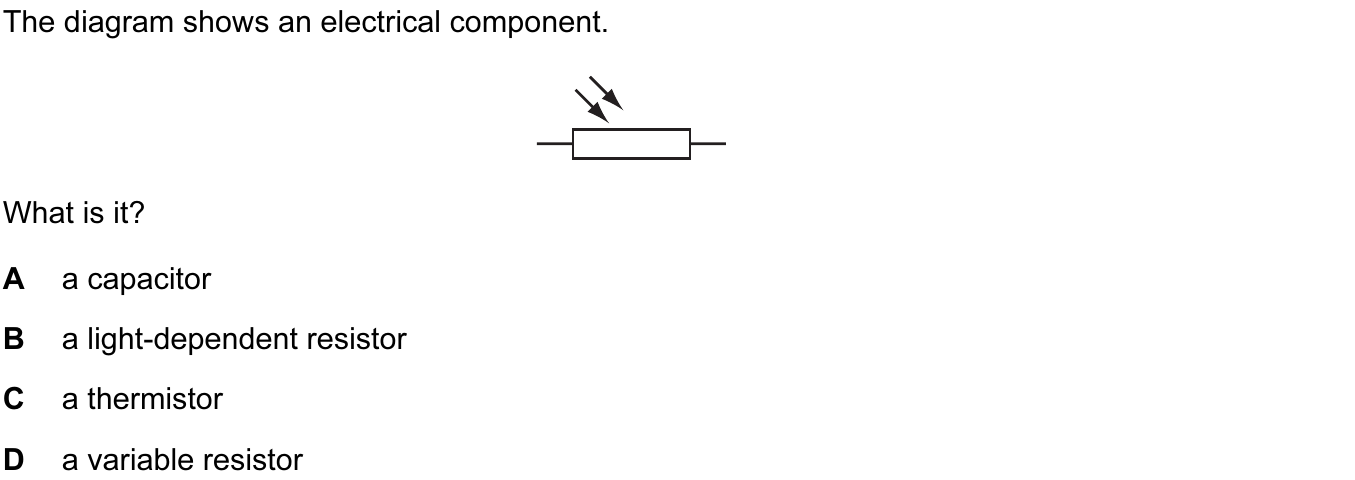 The diagram shows an electrical component.
What is it?
A a capacitor
B a light-dependent resistor
C a thermistor
D a variable resistor